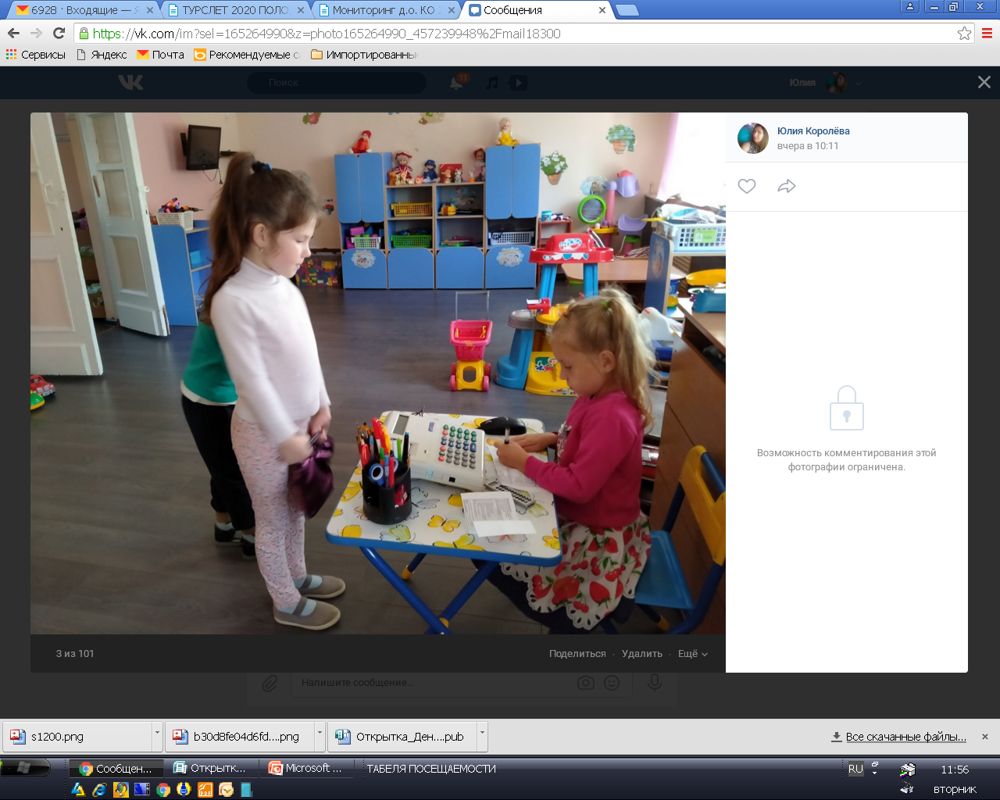 6928 · Входящие — Я
ТУРСЛЕТ 2020 ПОЛО
Мониторинг д.о. КО
Сообщения
https://vk.com/im?sel=165264990&z=photo165264990_457239948%2Fmail18300
Сервисы
Яндекс
Почта
Рекомендуемые
Импортированны
Поиск
11
Юлия
Юлия Королёва
вчера в 10:11
Возможность комментирования этой
фотографии ограничена.
3 из 101
Поделиться · Удалить · Ещё
Напишите сообщение...
s1200.png
b30d8fe04d6fd....png
Открытка_Ден....pub
Все скачанные файлы...
Сообщен...
Открытк...
Microsoft ...
ТАБЕЛЯ ПОСЕЩАЕМОСТИ
RU
11:56
вторник